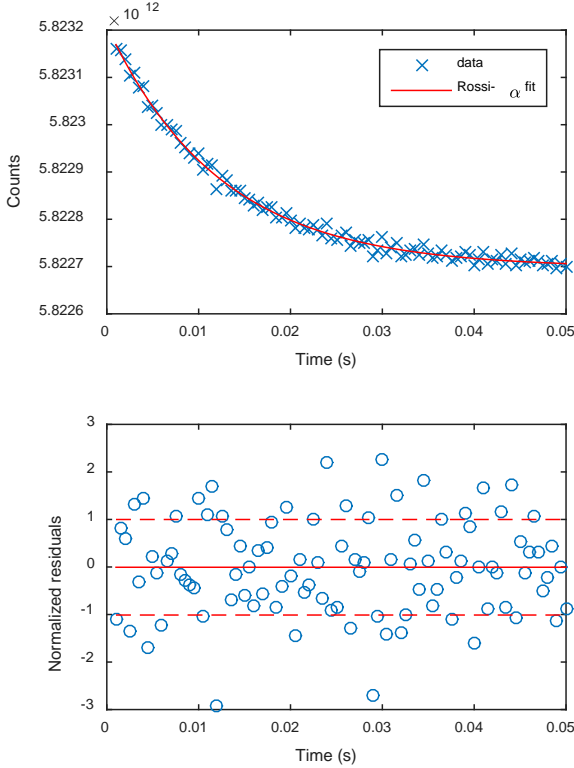 × 10 12
5.8232
5.8231
5.823
5.8229
5.8228
5.8227
5.8226
Counts
data
Rossi- α fit
0 0.01 0.02 0.03 0.04 0.05
Time (s)
3
2
1
0
-1
-2
-3
Normalized residuals
0 0.01 0.02 0.03 0.04 0.05
Time (s)